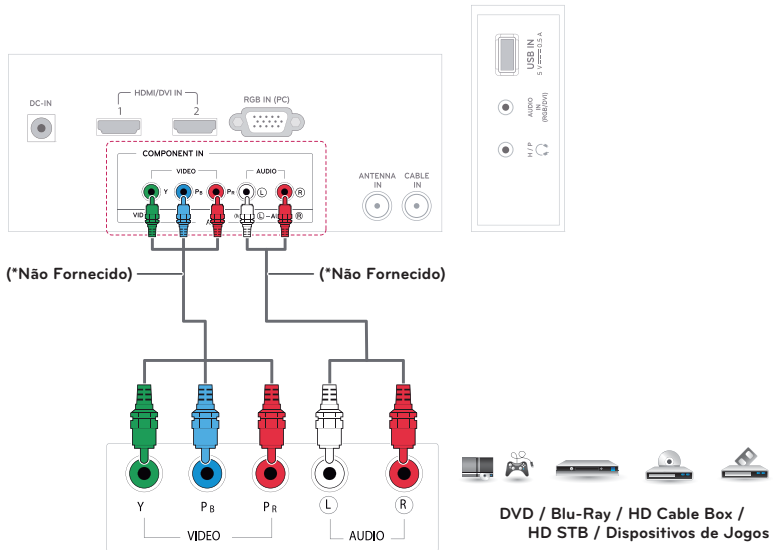 DC-IN
HDMI/DVI IN
1
2
RGB IN (PC)
COMPONENT IN
VIDEO
AUDIO
Y
PB
PR
L
R
VID
L
R
ANTENNA
IN
CABLE
IN
USB IN
5 V 0.5 A
AUDIO
IN
(RGB/DVI)
H / P
(*Não Fornecido)
(*Não Fornecido)
Y
PB
PR
L
R
VIDEO
AUDIO
DVD / Blu-Ray / HD Cable Box /
HD STB / Dispositivos de Jogos